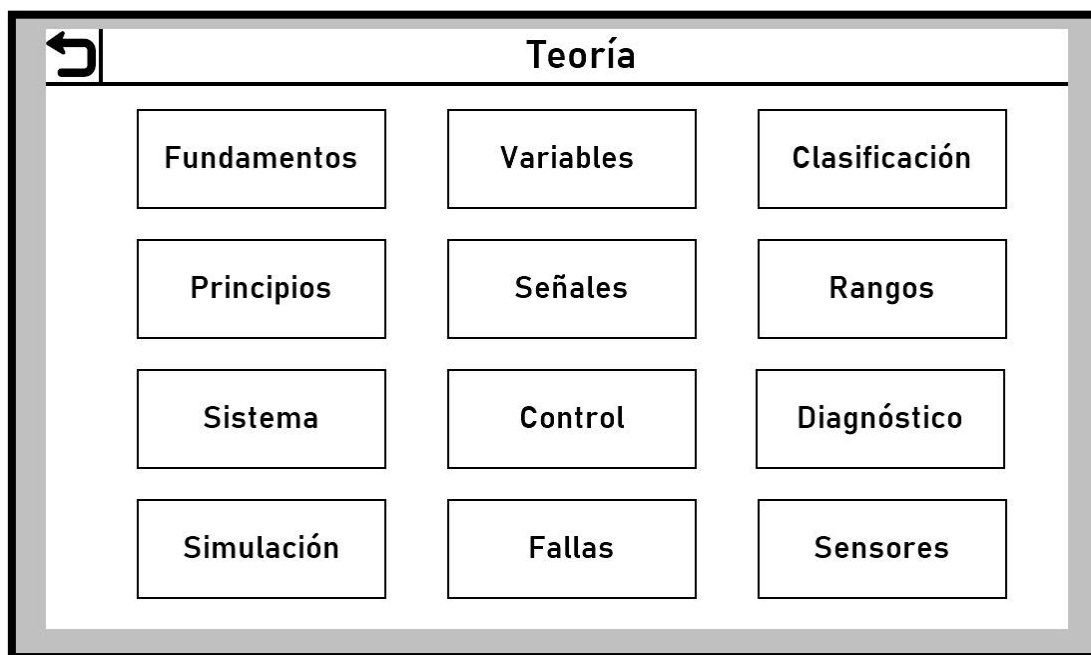 Teoría
Fundamentos
Variables
Clasificación
Principios
Señales
Rangos
Sistema
Control
Diagnóstico
Simulación
Fallas
Sensores